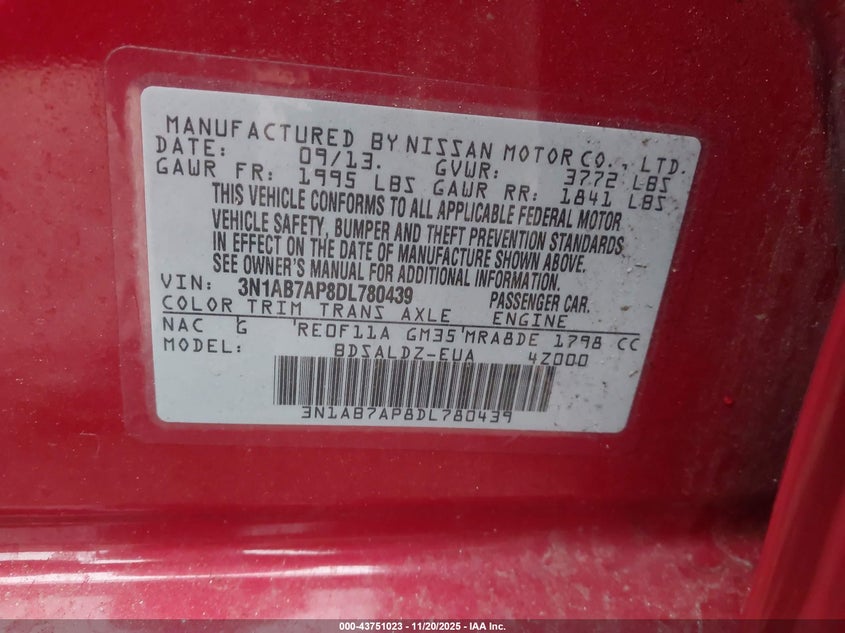 MANUFACTURED BY NISSAN MOTOR CO., LTD.
DATE: 09/13. GVWR: 3772 LBS
GAWR FR: 1995 LBS GAWR RR: 1841 LBS
THIS VEHICLE CONFORMS TO ALL APPLICABLE FEDERAL MOTOR
VEHICLE SAFETY, BUMPER AND THEFT PREVENTION STANDARDS
IN EFFECT ON THE DATE OF MANUFACTURE SHOWN ABOVE.
SEE OWNER'S MANUAL FOR ADDITIONAL INFORMATION.
VIN: 3N1AB7AP8DL780439 PASSENGER CAR.
COLOR TRIM TRANS AXLE ENGINE
NAC G 'RE0F11A GM35'MRA8DE 1798 CC
MODEL: BDSALDZ-EUA 4Z000
3N1AB7AP8DL780439
000-43751023 - 11/20/2025 - IAA Inc.